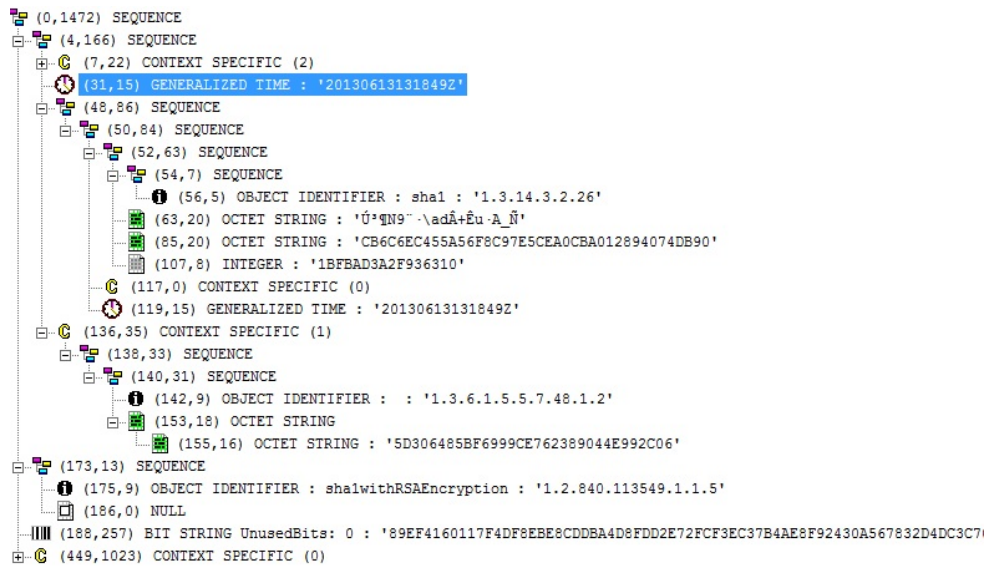 (0,1472) SEQUENCE
(4,166) SEQUENCE
(7,22) CONTEXT SPECIFIC (2)
(31,15) GENERALIZED TIME : '20130613131849Z'
(48,86) SEQUENCE
(50,84) SEQUENCE
(52,63) SEQUENCE
(54,7) SEQUENCE
(56,5) OBJECT IDENTIFIER : sha1 : '1.3.14.3.2.26'
(63,20) OCTET STRING : 'Ú³¶N9¨·\adÂ+Êu·A_Ñ'
(85,20) OCTET STRING : 'CB6C6EC455A56F8C97E5CEA0CBA012894074DB90'
(107,8) INTEGER : '1BFBAD3A2F936310'
(117,0) CONTEXT SPECIFIC (0)
(119,15) GENERALIZED TIME : '20130613131849Z'
(136,35) CONTEXT SPECIFIC (1)
(138,33) SEQUENCE
(140,31) SEQUENCE
(142,9) OBJECT IDENTIFIER : : '1.3.6.1.5.5.7.48.1.2'
(153,18) OCTET STRING
(155,16) OCTET STRING : '5D306485BF6999CE762389044E992C06'
(173,13) SEQUENCE
(175,9) OBJECT IDENTIFIER : sha1withRSAEncryption : '1.2.840.113549.1.1.5'
(186,0) NULL
(188,257) BIT STRING UnusedBits: 0 : '89EF4160117F4DF8EBE8CDDBA4D8FDD2E72FCF3EC37B4AE8F92430A567832D4DC3C7
(449,1023) CONTEXT SPECIFIC (0)